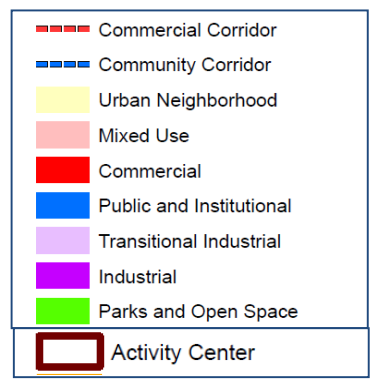 Commercial Corridor
Community Corridor
Urban Neighborhood
Mixed Use
Commercial
Public and Institutional
Transitional Industrial
Industrial
Parks and Open Space
Activity Center